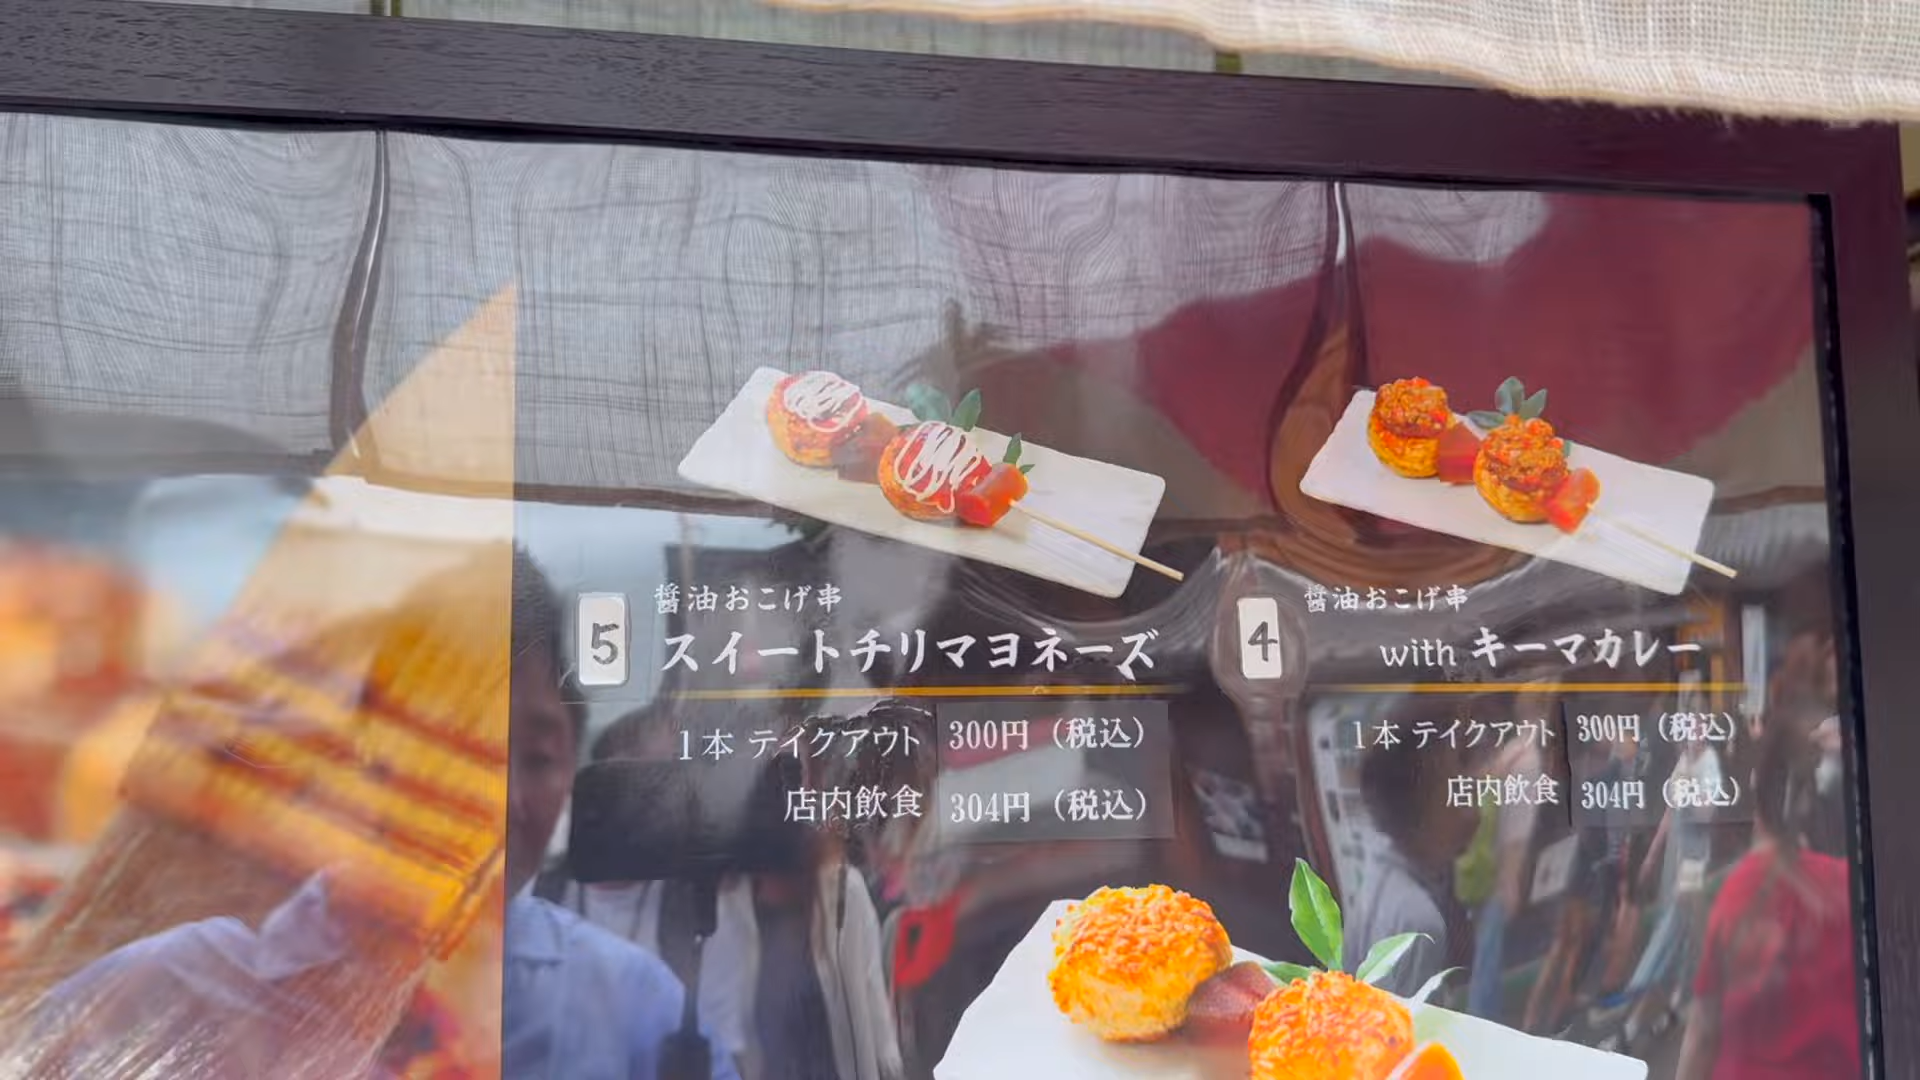 5
醤油おこげ串
スイートチリマヨネーズ
1本 テイクアウト 300円（税込）
店内飲食 304円（税込）
4
醤油おこげ串
with キーマカレー
1本 テイクアウト 300円（税込）
店内飲食 304円（税込）